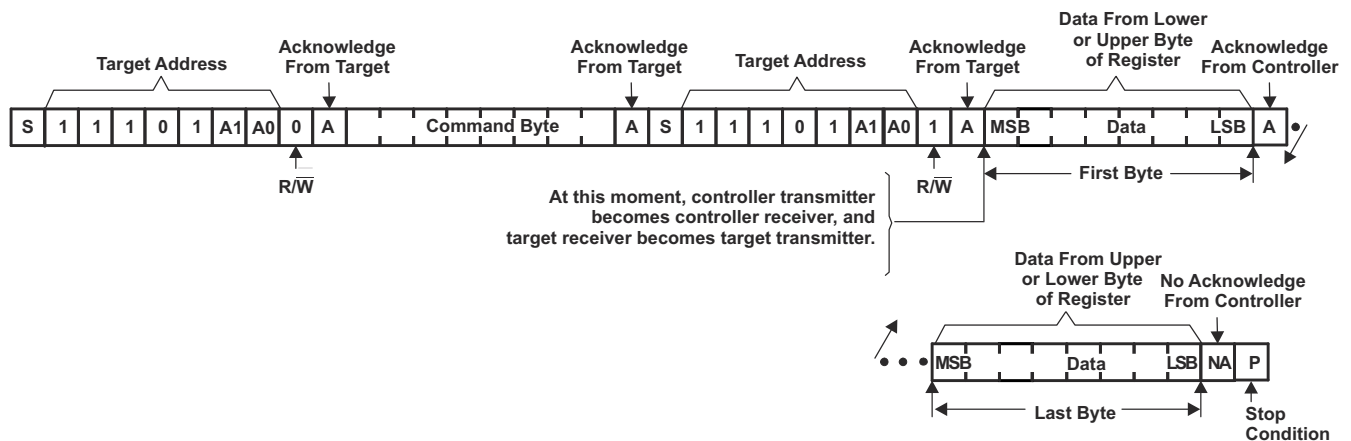 Target Address
Acknowledge
From Target
Acknowledge
From Target
Target Address
Acknowledge
From Target
Data From Lower
or Upper Byte
of Register
Acknowledge
From Controller
S 1 1 1 0 1 A1 A0 0 A Command Byte A S 1 1 1 0 1 A1 A0 1 A MSB Data LSB A
R/W̅
R/W̅
First Byte
At this moment, controller transmitter
becomes controller receiver, and
target receiver becomes target transmitter.
Data From Upper
or Lower Byte
of Register
No Acknowledge
From Controller
MSB Data LSB NA P
Last Byte
Stop
Condition